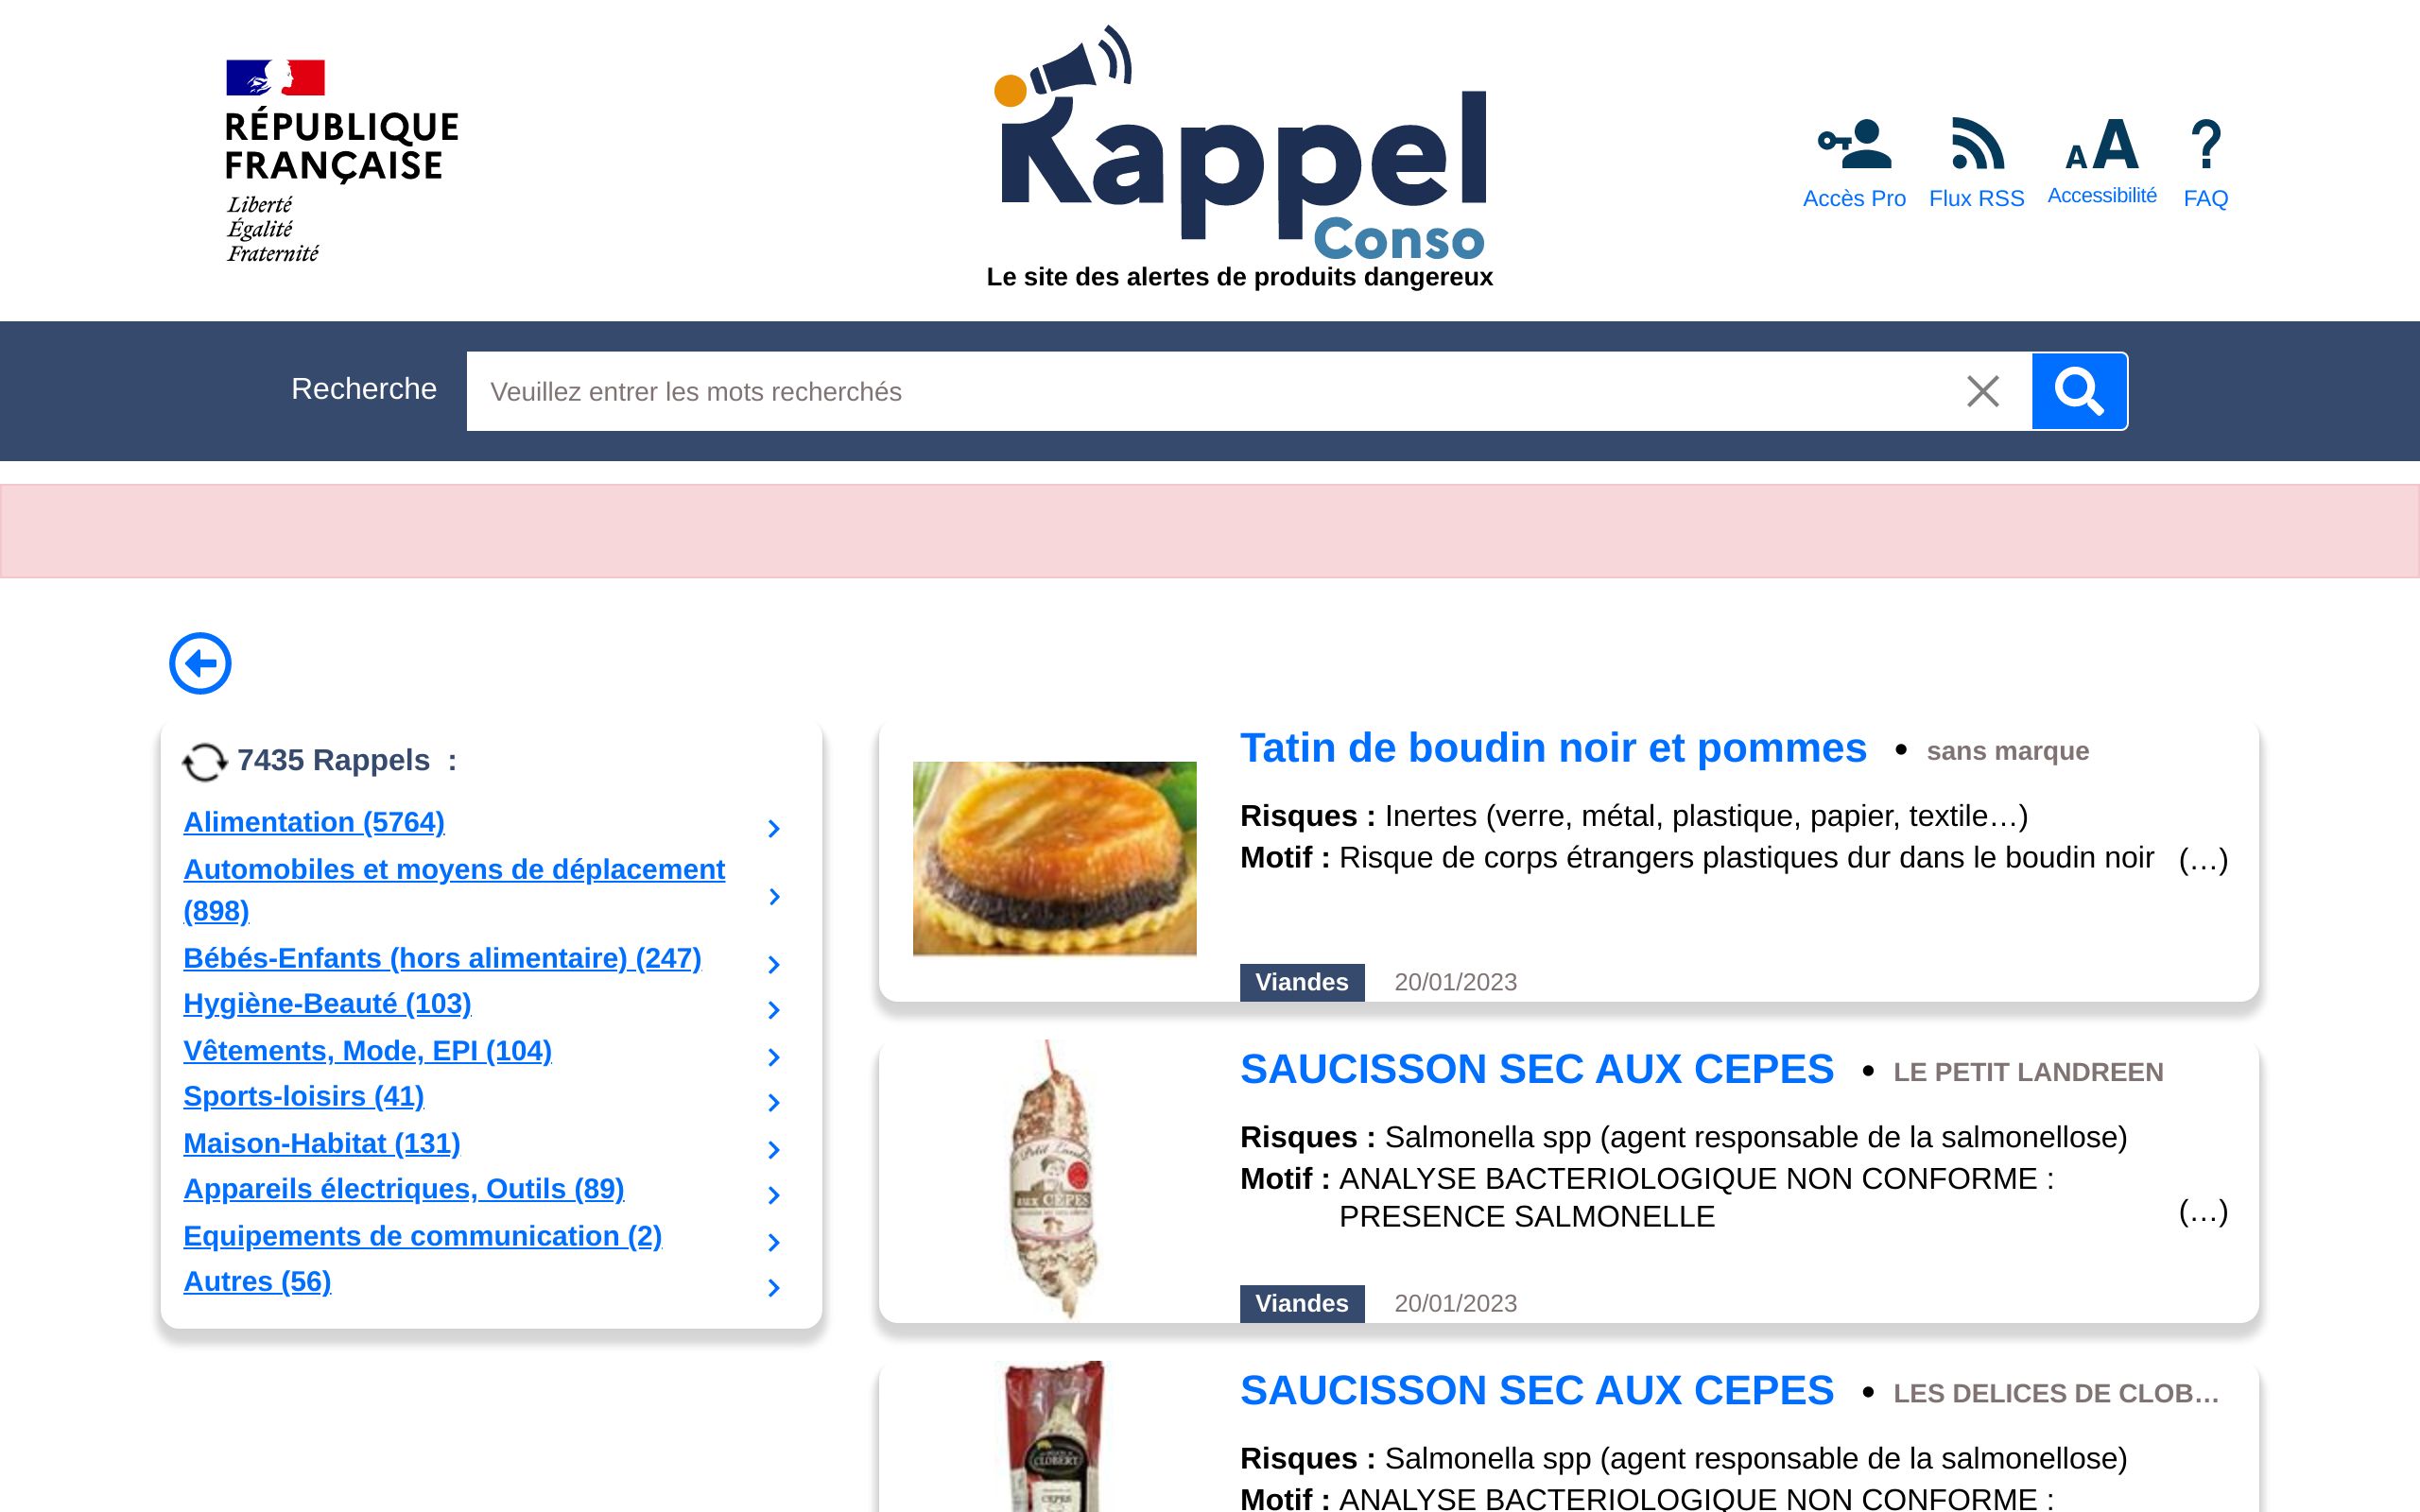 RÉPUBLIQUE
FRANÇAISE
Liberté
Égalité
Fraternité
Rappel
Conso
Le site des alertes de produits dangereux
Accès Pro
Flux RSS
Accessibilité
FAQ
Recherche
Veuillez entrer les mots recherchés
7435 Rappels :
Alimentation (5764)
Automobiles et moyens de déplacement
(898)
Bébés-Enfants (hors alimentaire) (247)
Hygiène-Beauté (103)
Vêtements, Mode, EPI (104)
Sports-loisirs (41)
Maison-Habitat (131)
Appareils électriques, Outils (89)
Equipements de communication (2)
Autres (56)
Tatin de boudin noir et pommes • sans marque
Risques : Inertes (verre, métal, plastique, papier, textile…)
Motif : Risque de corps étrangers plastiques dur dans le boudin noir (…)
Viandes 20/01/2023
SAUCISSON SEC AUX CEPES • LE PETIT LANDREEN
Risques : Salmonella spp (agent responsable de la salmonellose)
Motif : ANALYSE BACTERIOLOGIQUE NON CONFORME :
PRESENCE SALMONELLE (…)
aux CEPES
Viandes 20/01/2023
SAUCISSON SEC AUX CEPES • LES DELICES DE CLOB…
Risques : Salmonella spp (agent responsable de la salmonellose)
Motif : ANALYSE BACTERIOLOGIQUE NON CONFORME :
CLOBERT
CEPES